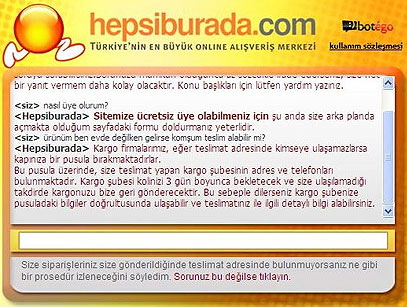 hepsiburada.com
TÜRKİYE'NİN EN BÜYÜK ONLINE ALIŞVERİŞ MERKEZİ
botego
kullanım sözleşmesi
bir yanıt vermem daha kolay olacaktır. Konu başlıkları için lütfen yardım yazınız.
<siz> nasıl üye olurum?
<Hepsiburada> Sitemize ücretsiz üye olabilmeniz için şu anda size arka planda
açmakta olduğum sayfadaki formu doldurmanız yeterlidir.
<siz> ürünüm ben evde değilken gelirse komşum teslim alabilir mi?
<Hepsiburada> Kargo firmalarımız, eğer teslimat adresinde kimseye ulaşamazlarsa
kapınıza bir pusula bırakmaktadırlar.
Bu pusula üzerinde, size teslimat yapan kargo şubesinin adres ve telefonları
bulunmaktadır. Kargo şubesi kolinizi 3 gün boyunca bekletecek ve size ulaşılamadığı
takdirde kargonuzu bize geri gönderecektir. Bu sebeple dilerseniz kargo şubenize
pusuladaki bilgiler doğrultusunda ulaşabilir ve teslimatınız ile ilgili detaylı bilgi alabilirsiniz.
Size siparişleriniz size gönderildiğinde teslimat adresinde bulunmuyorsanız ne gibi
bir prosedür izleneceğini söyledim. Sorunuz bu değilse tıklayın.